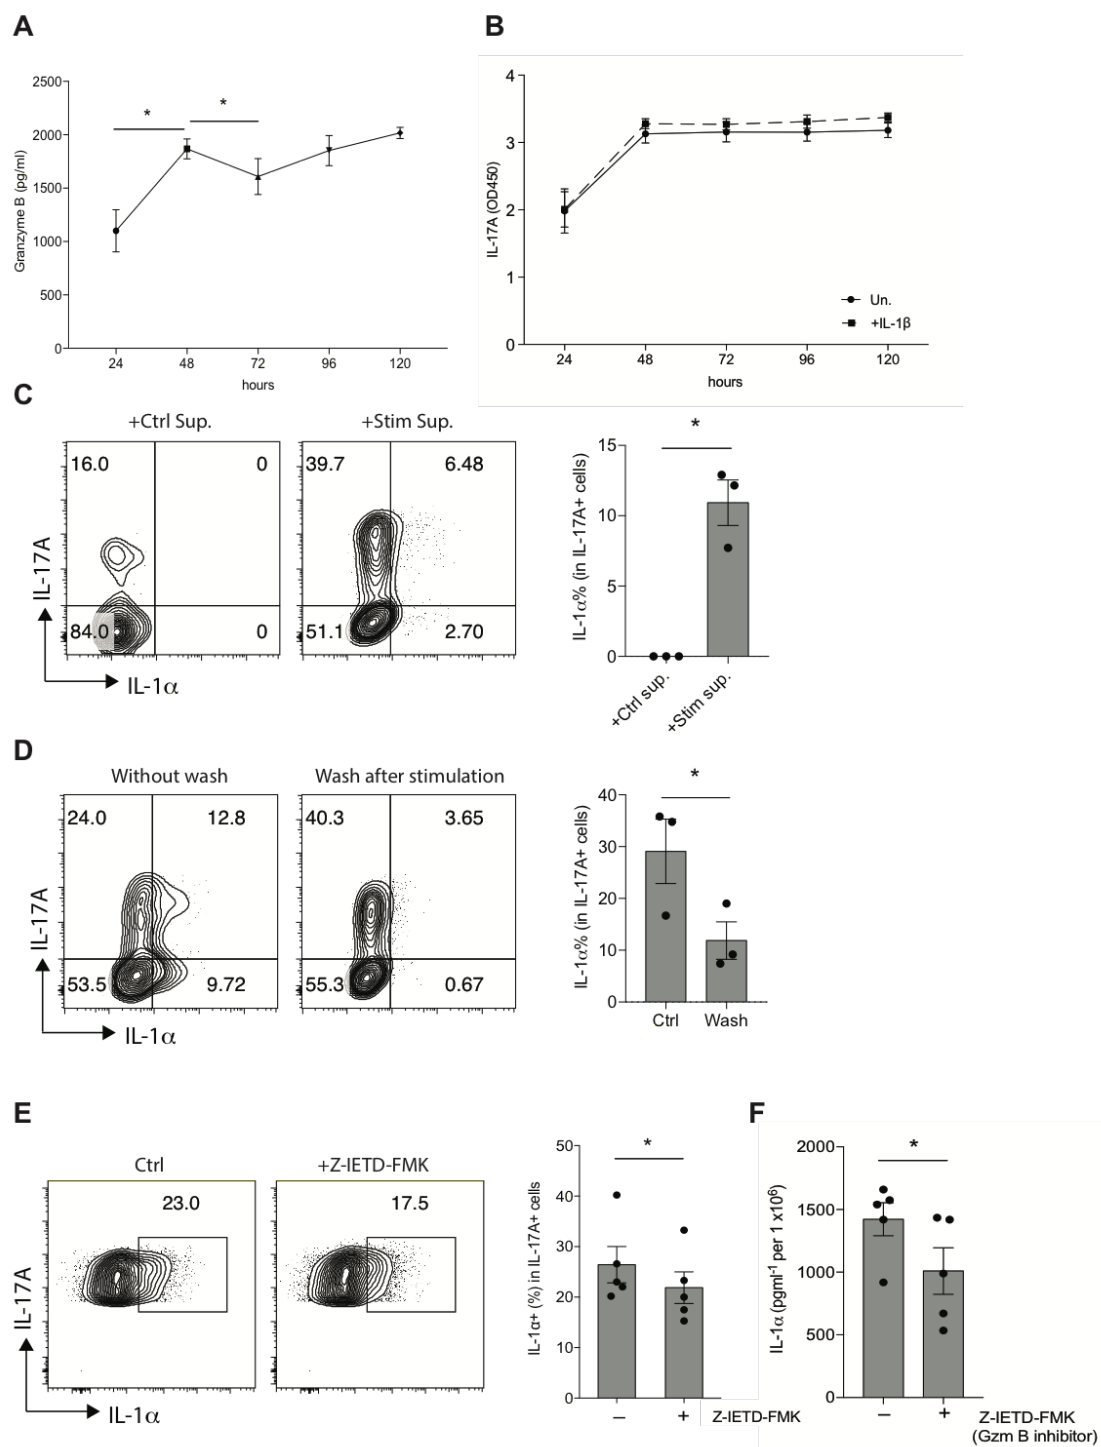 A
B
2500
2000
1500
1000
500
0
Granzyme B (pg/ml)
*
*
24 48 72 96 120
hours
4
3
2
1
0
IL-17A (OD450)
Un.
+IL-1β
24 48 72 96 120
hours
C
+Ctrl Sup.
+Stim Sup.
16.0 0
84.0 0
39.7 6.48
51.1 2.70
IL-17A
IL-1α
*
15
10
5
0
IL-1α% (in IL-17A+ cells)
+Ctrl sup.
+Stim sup.
D
Without wash
Wash after stimulation
24.0 12.8
53.5 9.72
40.3 3.65
55.3 0.67
IL-17A
IL-1α
*
40
30
20
10
0
IL-1α% (in IL-17A+ cells)
Ctrl Wash
E
Ctrl
+Z-IETD-FMK
23.0
17.5
IL-17A
IL-1α
*
50
40
30
20
10
0
IL-1α+ (%) in IL-17A+ cells
– + Z-IETD-FMK
F
*
2000
1500
1000
500
0
IL-1α (pgml⁻¹ per 1 x10⁶)
– + Z-IETD-FMK
(Gzm B inhibitor)